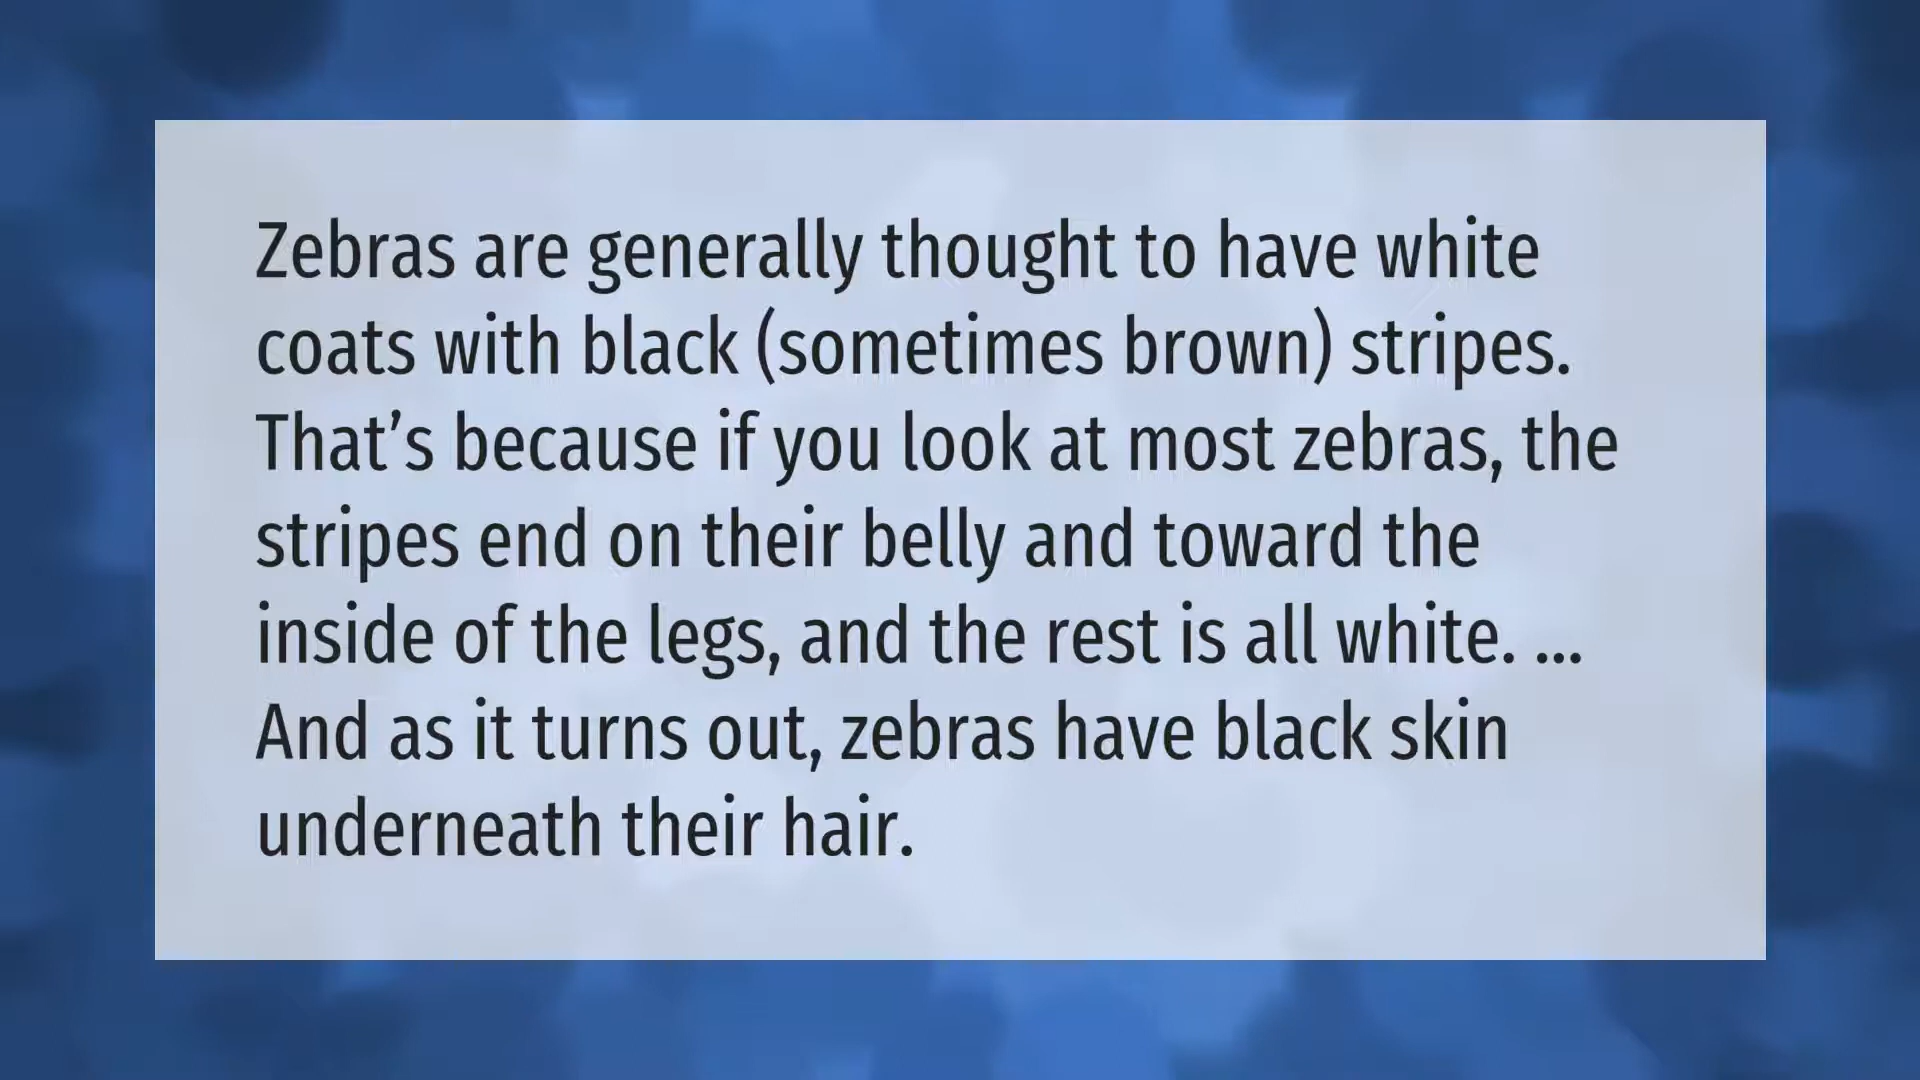 Zebras are generally thought to have white
coats with black (sometimes brown) stripes.
That’s because if you look at most zebras, the
stripes end on their belly and toward the
inside of the legs, and the rest is all white. ...
And as it turns out, zebras have black skin
underneath their hair.